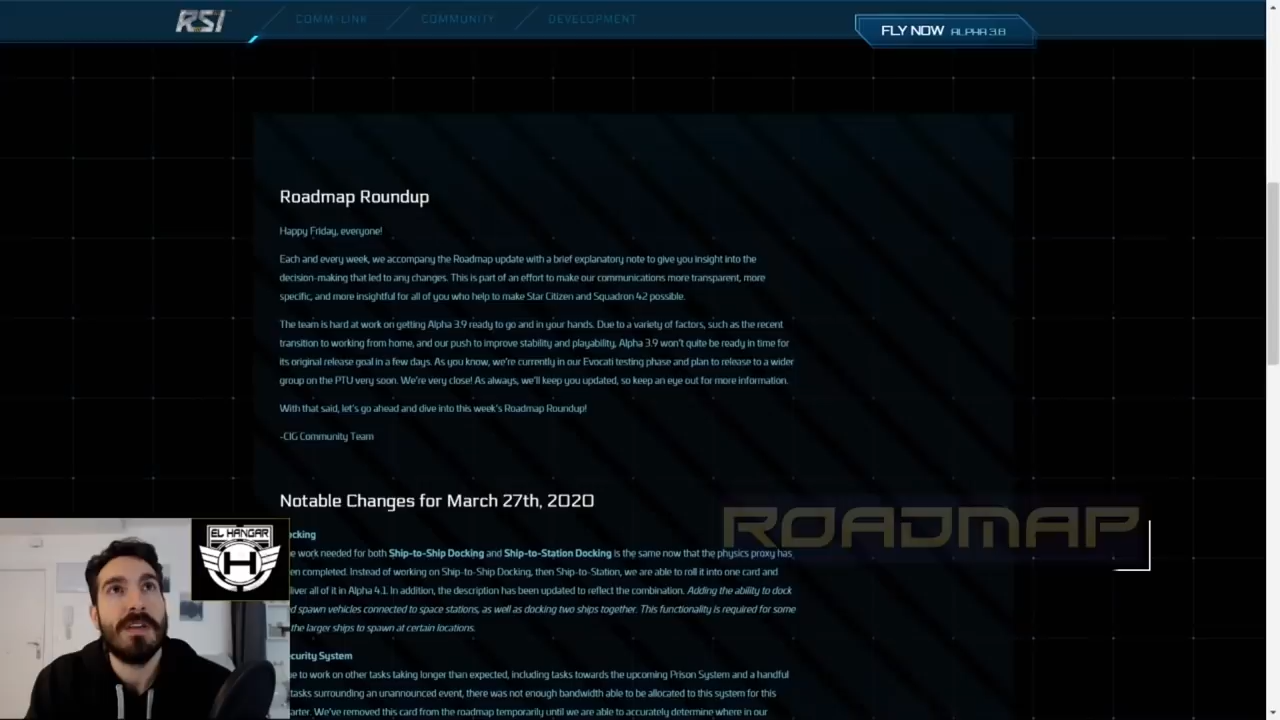 RSI
COMM-LINK
COMMUNITY
DEVELOPMENT
FLY NOW ALPHA 3.8
Roadmap Roundup
Happy Friday, everyone!
Each and every week, we accompany the Roadmap update with a brief explanatory note to give you insight into the
decision-making that led to any changes. This is part of an effort to make our communications more transparent, more
specific, and more insightful for all of you who help to make Star Citizen and Squadron 42 possible.
The team is hard at work on getting Alpha 3.9 ready to go and in your hands. Due to a variety of factors, such as the recent
transition to working from home, and our push to improve stability and playability, Alpha 3.9 won't quite be ready in time for
its original release goal in a few days. As you know, we're currently in our Evocati testing phase and plan to release to a wider
group on the PTU very soon. We're very close! As always, we'll keep you updated, so keep an eye out for more information.
With that said, let's go ahead and dive into this week's Roadmap Roundup!
-CIG Community Team
Notable Changes for March 27th, 2020
ROADMAP
EL HANGAR
H
ocking
e work needed for both Ship-to-Ship Docking and Ship-to-Station Docking is the same now that the physics proxy has
en completed. Instead of working on Ship-to-Ship Docking, then Ship-to-Station, we are able to roll it into one card and
liver all of it in Alpha 4.1. In addition, the description has been updated to reflect the combination. Adding the ability to dock
d spawn vehicles connected to space stations, as well as docking two ships together. This functionality is required for some
the larger ships to spawn at certain locations.
curity System
e to work on other tasks taking longer than expected, including tasks towards the upcoming Prison System and a handful
tasks surrounding an unannounced event, there was not enough bandwidth able to be allocated to this system for this
arter. We've removed this card from the roadmap temporarily until we are able to accurately determine where in our